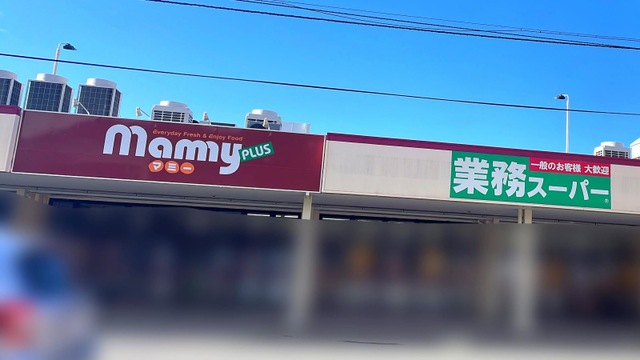 Everyday Fresh & Enjoy Food
mamy PLUS
マミー
一般のお客様 大歓迎
業務スーパー